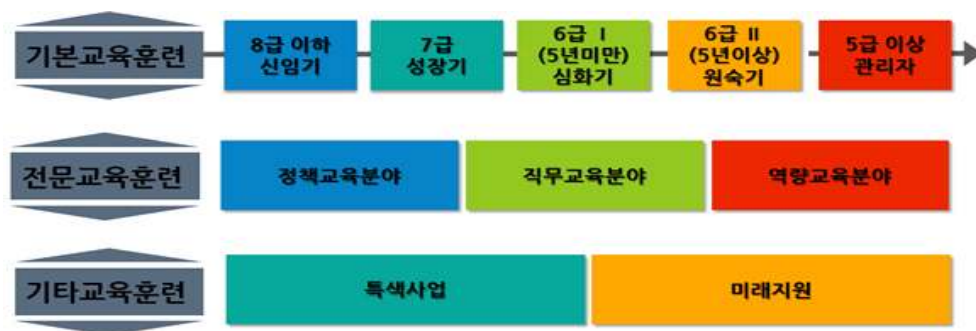 기본교육훈련
8급 이하
신임기
7급
성장기
6급 Ⅰ
(5년미만)
심화기
6급 Ⅱ
(5년이상)
원숙기
5급 이상
관리자
전문교육훈련
정책교육분야
직무교육분야
역량교육분야
기타교육훈련
특색사업
미래지원